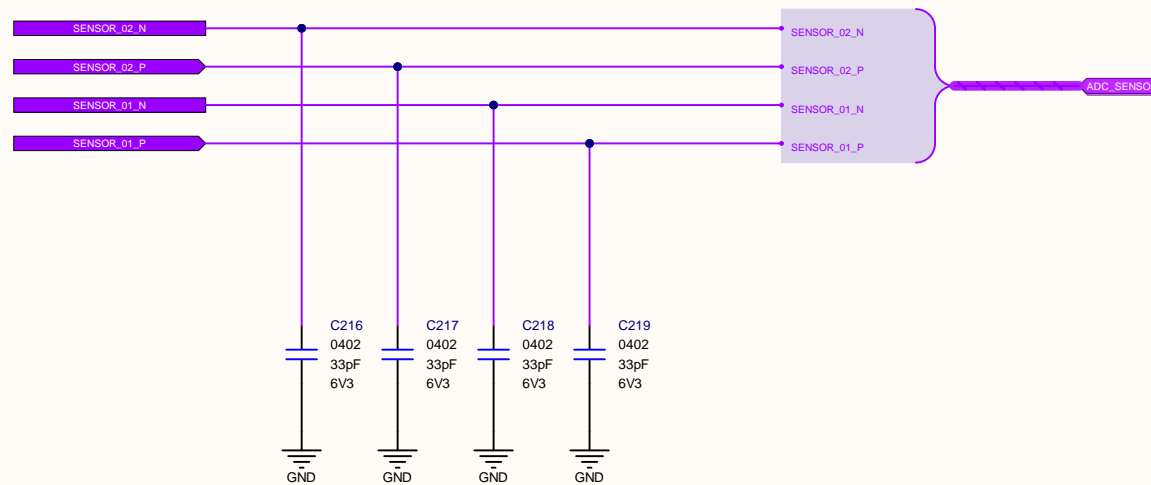 SENSOR_02_N
SENSOR_02_P
SENSOR_01_N
SENSOR_01_P
SENSOR_02_N
SENSOR_02_P
SENSOR_01_N
SENSOR_01_P
ADC_SENSO
C216
0402
33pF
6V3
C217
0402
33pF
6V3
C218
0402
33pF
6V3
C219
0402
33pF
6V3
GND
GND
GND
GND